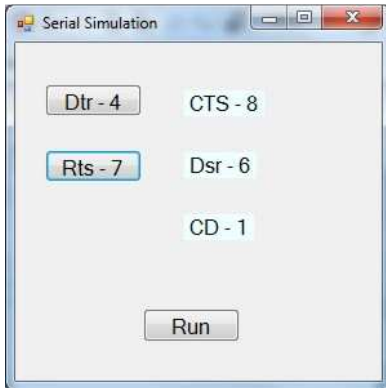 Serial Simulation
Dtr - 4 CTS - 8
Rts - 7 Dsr - 6
CD - 1
Run